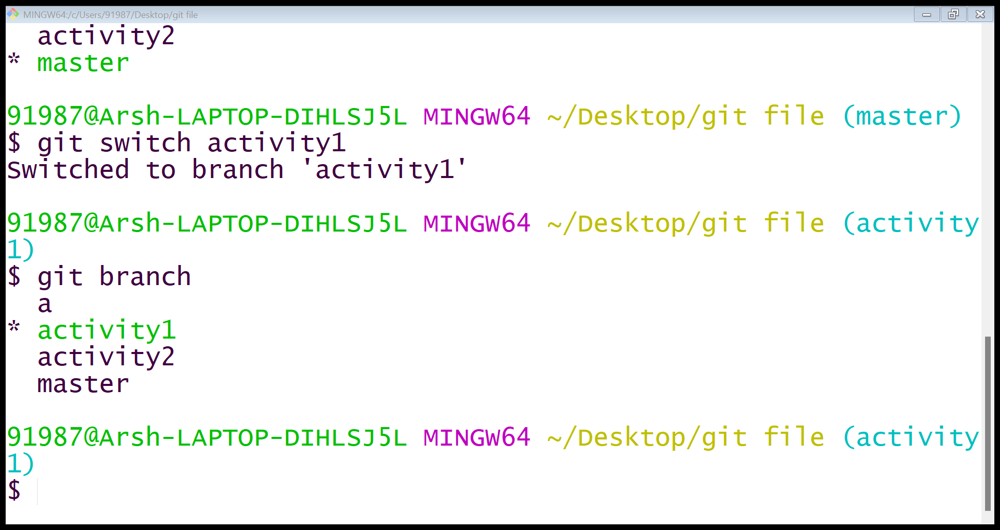 MINGW64:/c/Users/91987/Desktop/git file
  activity2
* master

91987@Arsh-LAPTOP-DIHLSJ5L MINGW64 ~/Desktop/git file (master)
$ git switch activity1
Switched to branch 'activity1'

91987@Arsh-LAPTOP-DIHLSJ5L MINGW64 ~/Desktop/git file (activity
1)
$ git branch
  a
* activity1
  activity2
  master

91987@Arsh-LAPTOP-DIHLSJ5L MINGW64 ~/Desktop/git file (activity
1)
$